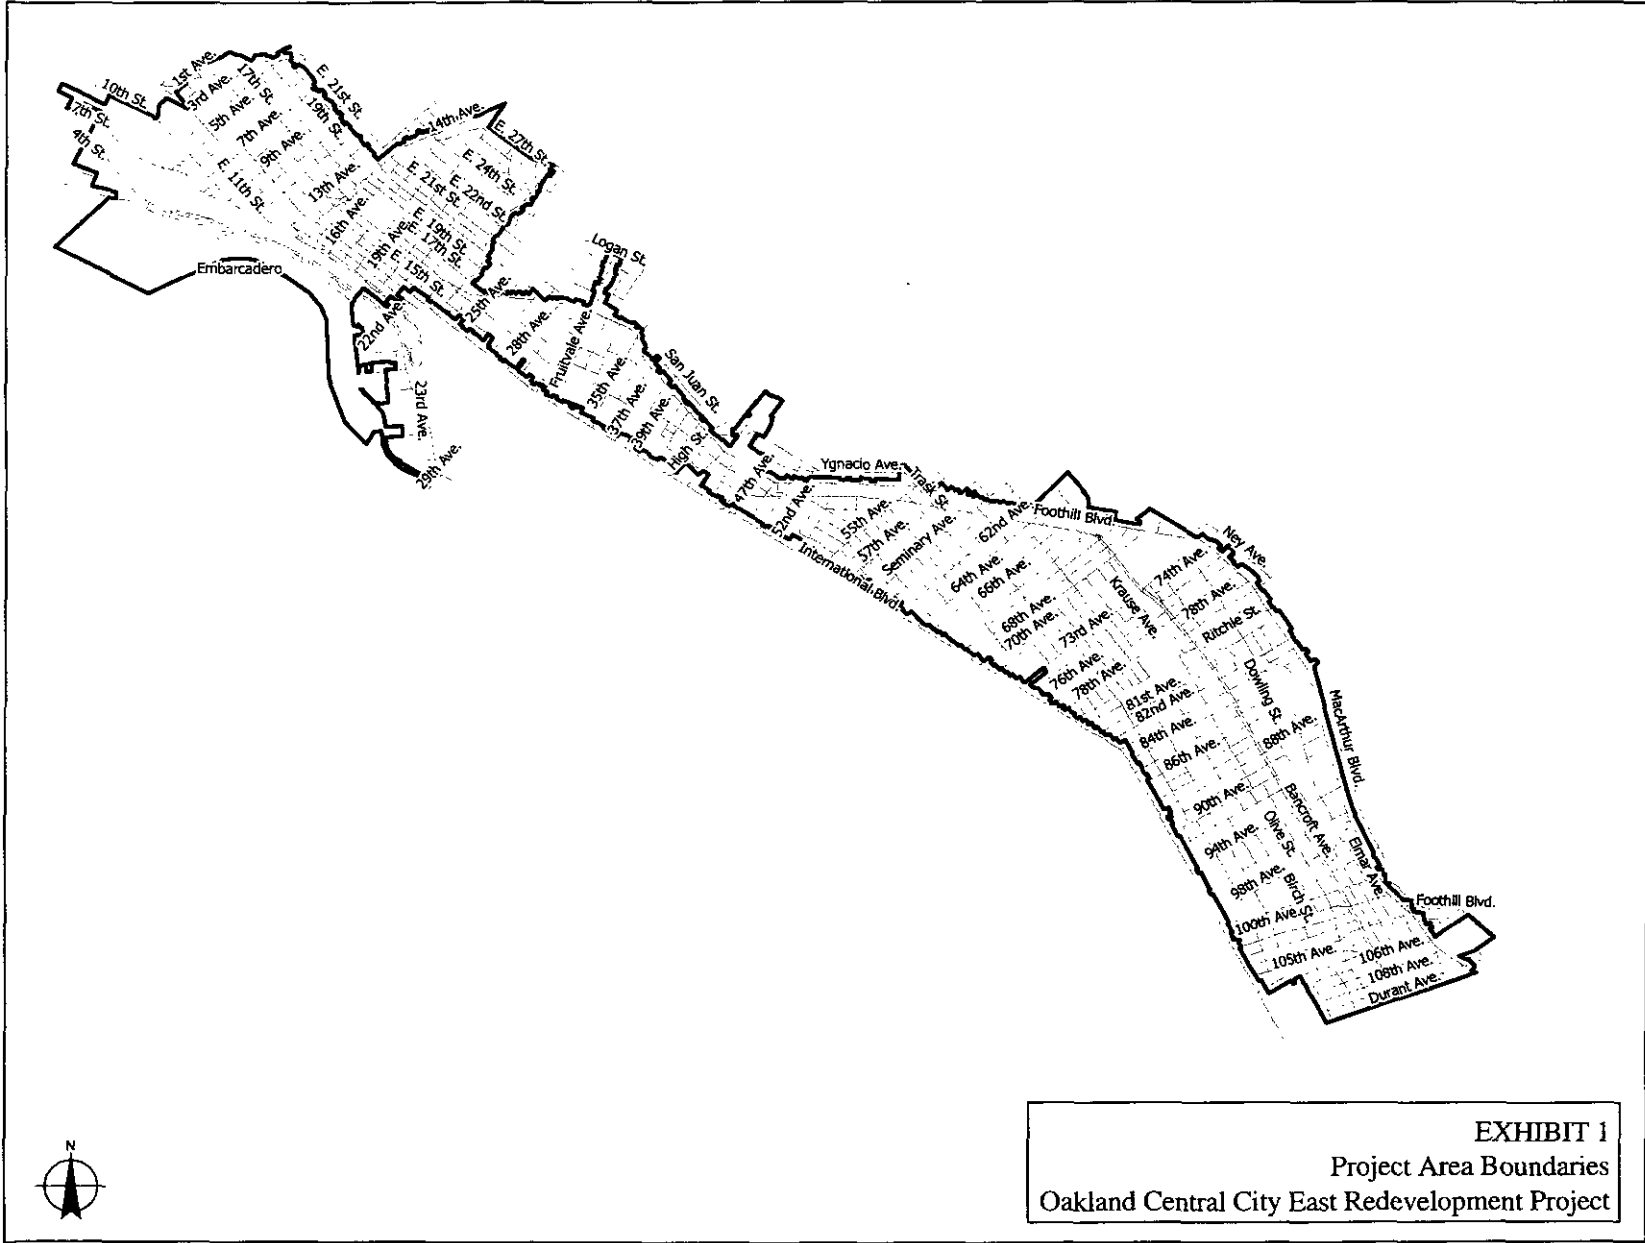 10th St.
7th St.
4th St.
1st Ave.
3rd Ave.
5th Ave.
7th Ave.
9th Ave.
17th St.
19th St.
E. 21st St.
E. 11th St.
13th Ave.
16th Ave.
19th Ave.
14th Ave.
E. 27th St.
E. 24th St.
E. 22nd St.
E. 21st St.
E. 19th St.
E. 17th St.
E. 15th St.
Embarcadero
22nd Ave.
23rd Ave.
29th Ave.
25th Ave.
28th Ave.
Logan St.
Fruitvale Ave.
35th Ave.
37th Ave.
39th Ave.
High St.
San Juan St.
47th Ave.
52nd Ave.
Ygnacio Ave.
Trask St.
55th Ave.
57th Ave.
Seminary Ave.
International Blvd.
62nd Ave.
64th Ave.
66th Ave.
68th Ave.
70th Ave.
73rd Ave.
76th Ave.
78th Ave.
Foothill Blvd
Krause Ave.
Ney Ave.
74th Ave.
78th Ave.
Ritchie St.
Dowling St.
81st Ave.
82nd Ave.
84th Ave.
86th Ave.
88th Ave.
MacArthur Blvd.
90th Ave.
94th Ave.
98th Ave.
100th Ave.
105th Ave.
Olive St.
Birch St.
Bancroft Ave.
Elmar Ave.
Foothill Blvd.
106th Ave.
108th Ave.
Durant Ave.
N
EXHIBIT 1
Project Area Boundaries
Oakland Central City East Redevelopment Project